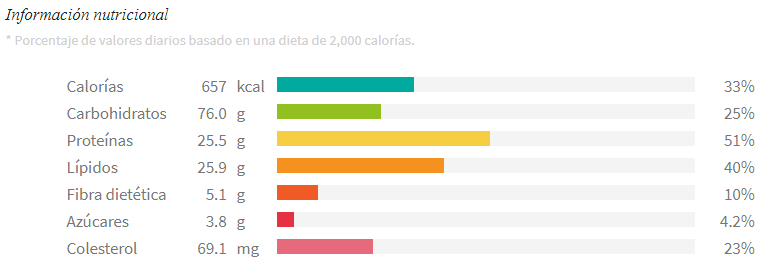 Información nutricional
* Porcentaje de valores diarios basado en una dieta de 2,000 calorías.
Calorías 657 kcal 33%
Carbohidratos 76.0 g 25%
Proteínas 25.5 g 51%
Lípidos 25.9 g 40%
Fibra dietética 5.1 g 10%
Azúcares 3.8 g 4.2%
Colesterol 69.1 mg 23%